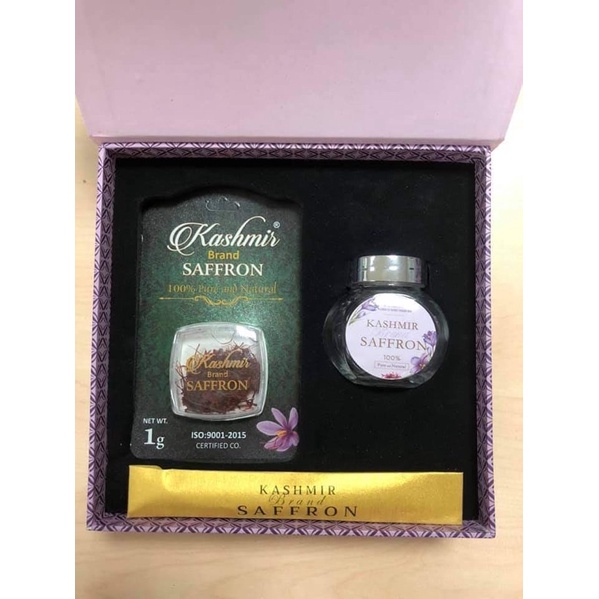 Kashmir®
Brand
SAFFRON
100% Pure and Natural
Kashmir
Brand
SAFFRON
NET WT.
1g
ISO:9001-2015
CERTIFIED CO.
KASHMIR
SAFFRON
100%
KASHMIR
Brand
SAFFRON